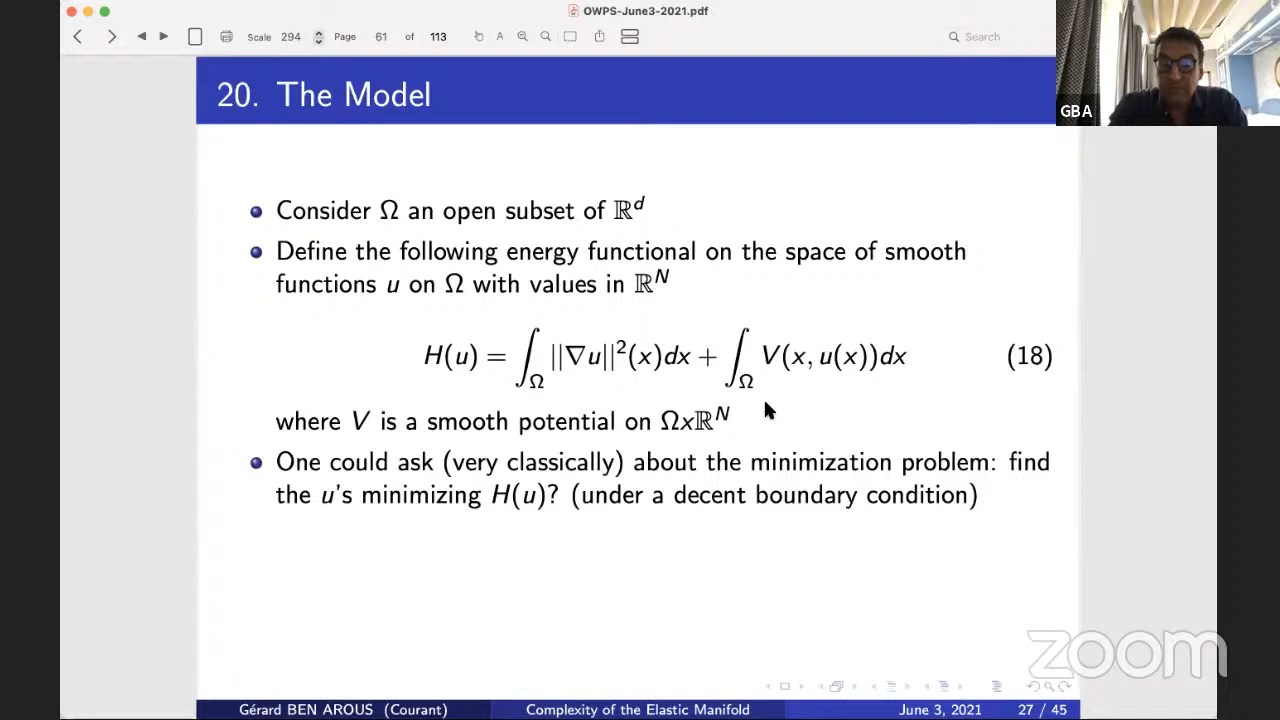 OWPS-June3-2021.pdf
Scale 294 Page 61 of 113 A Search
GBA
20. The Model
Consider Ω an open subset of ℝ^d
Define the following energy functional on the space of smooth
functions u on Ω with values in ℝ^N
H(u) = ∫_Ω ||∇u||²(x)dx + ∫_Ω V(x, u(x))dx (18)
where V is a smooth potential on Ωxℝ^N
One could ask (very classically) about the minimization problem: find
the u's minimizing H(u)? (under a decent boundary condition)
zoom
Gérard BEN AROUS (Courant) Complexity of the Elastic Manifold June 3, 2021 27 / 45